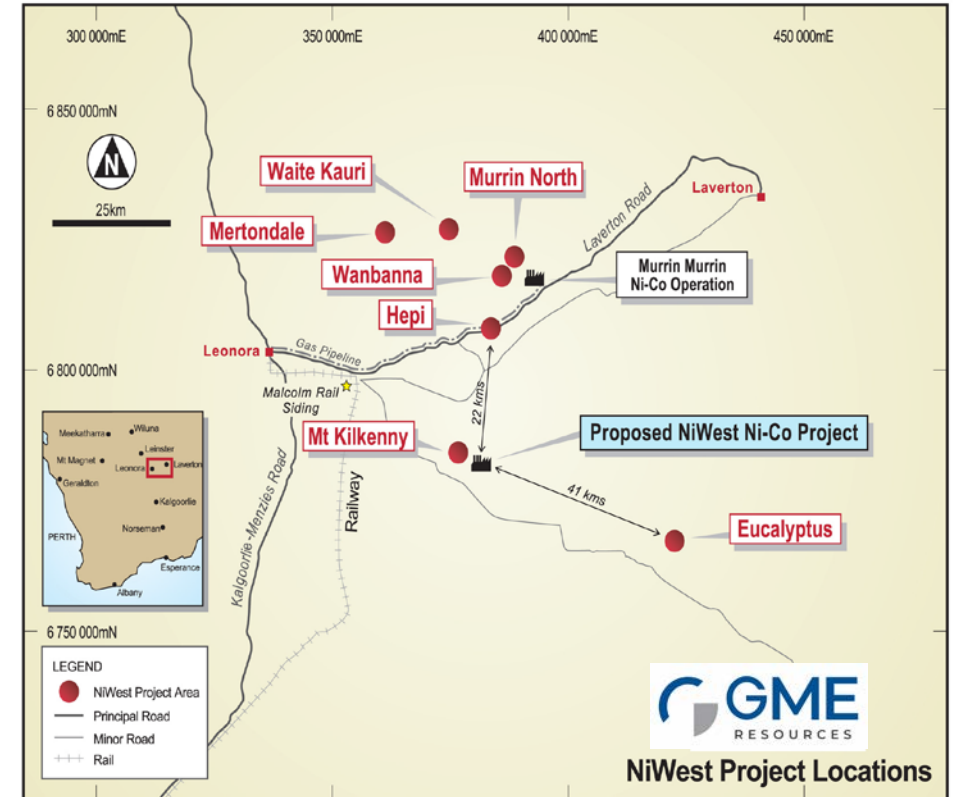 300 000mE
350 000mE
400 000mE
450 000mE
6 850 000mN
N
25km
Waite Kauri
Murrin North
Laverton
Mertondale
Laverton Road
Wanbanna
Murrin Murrin
Ni-Co Operation
Hepi
Leonora
Gas Pipeline
6 800 000mN
Malcolm Rail
Siding
22 kms
Mt Kilkenny
Proposed NiWest Ni-Co Project
41 kms
Eucalyptus
Kalgoorlie-Menzies Road
Railway
Meekatharra
Wiluna
Leinster
Mt Magnet
Leonora
Laverton
Geraldton
Kalgoorlie
Norseman
PERTH
Esperance
Albany
6 750 000mN
LEGEND
NiWest Project Area
Principal Road
Minor Road
Rail
GME
RESOURCES
NiWest Project Locations